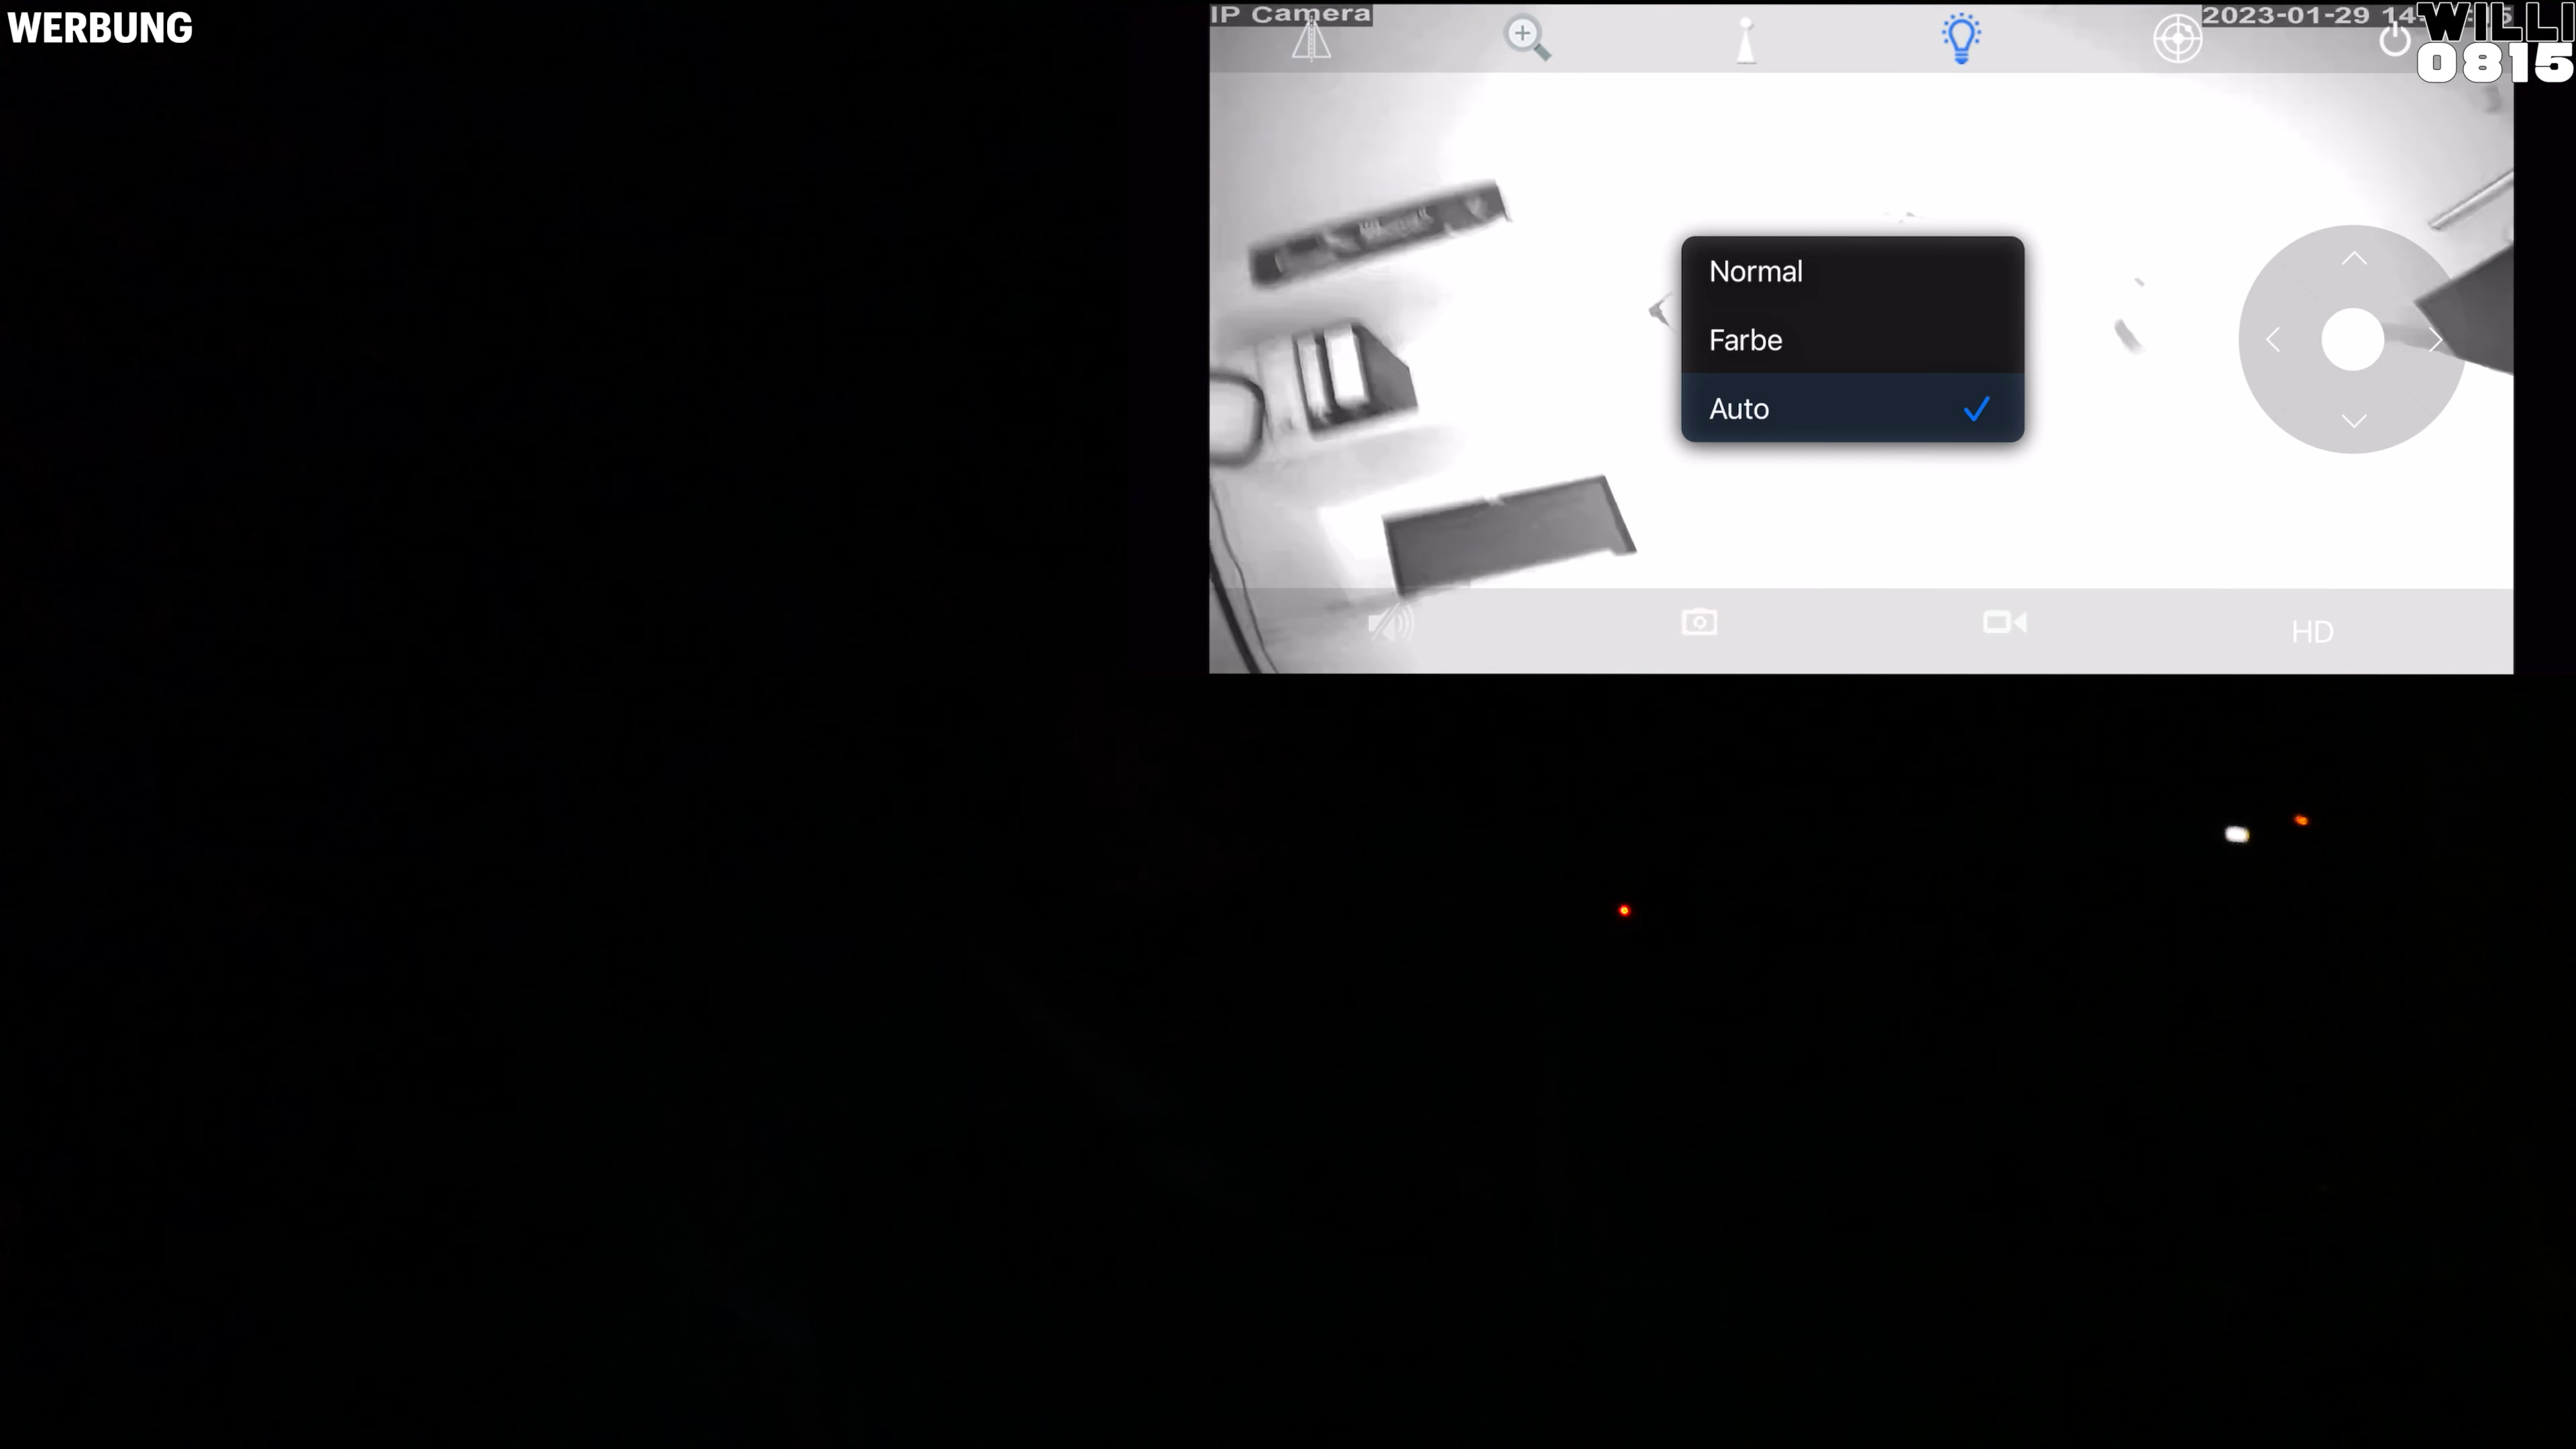 WERBUNG
IP Camera
2023-01-29 14
WILLI
0815
Normal
Farbe
Auto
HD